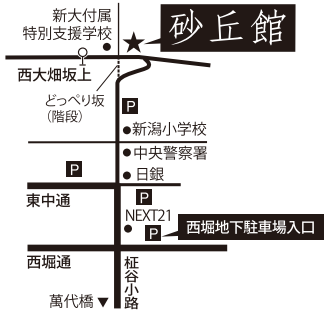 新大付属
特別支援学校
砂丘館
西大畑坂上
どっぺり坂
(階段)
P
新潟小学校
中央警察署
P
日銀
東中通
P
NEXT21
P
西堀地下駐車場入口
西堀通
柾谷小路
萬代橋▼